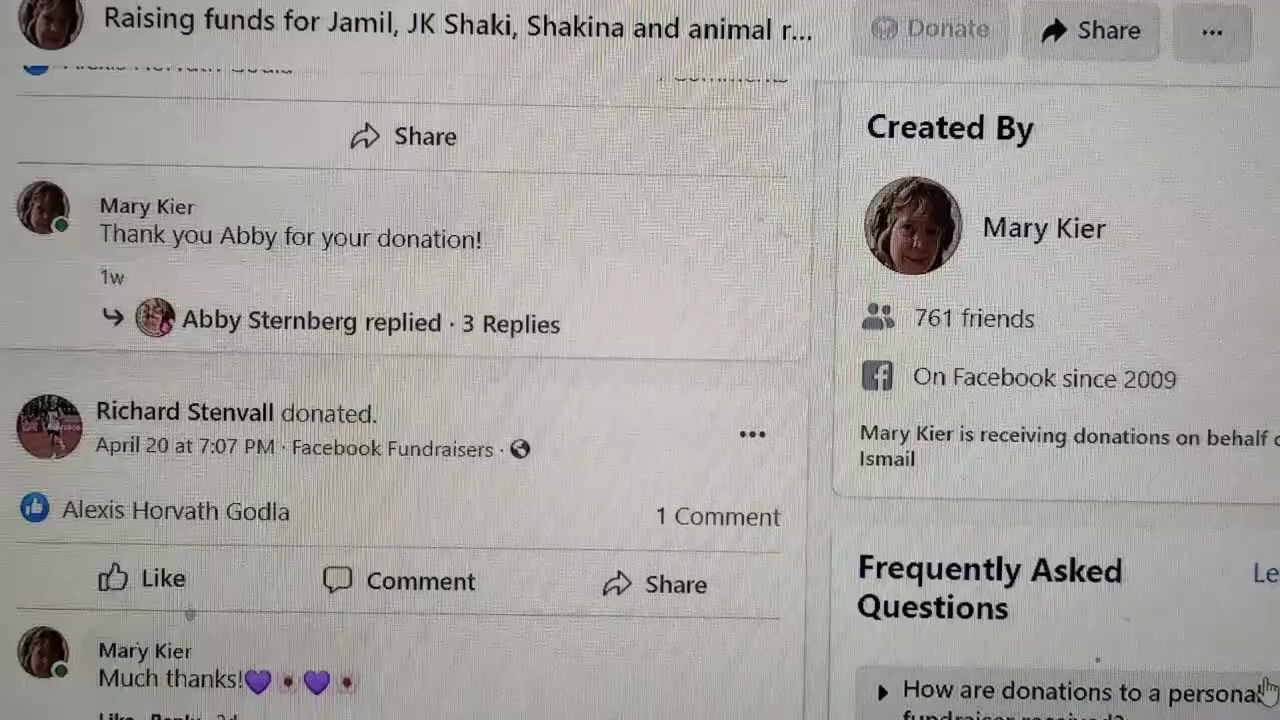 Raising funds for Jamil, JK Shaki, Shakina and animal r...
Donate
Share
...
Share
Mary Kier
Thank you Abby for your donation!
1w
Abby Sternberg replied · 3 Replies
Richard Stenvall donated.
April 20 at 7:07 PM · Facebook Fundraisers ·
Alexis Horvath Godla
1 Comment
Like
Comment
Share
Mary Kier
Much thanks!💜🌷💜🌷
Created By
Mary Kier
761 friends
On Facebook since 2009
Mary Kier is receiving donations on behalf
Ismail
Frequently Asked
Questions
How are donations to a personal